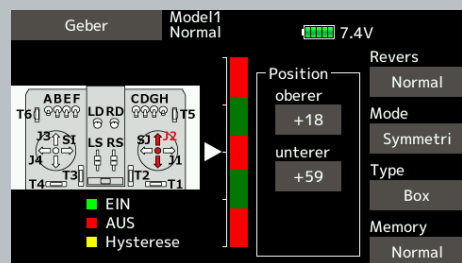 Geber
Model1
Normal
7.4V
Revers
Normal
Mode
Symmetri
Type
Box
Memory
Normal
Position
oberer
+18
unterer
+59
ABEF
CDGH
T6
LD RD
T5
J3
SI
LS RS
SJ
J2
J4
J1
T3
T2
T4
T1
EIN
AUS
Hysterese